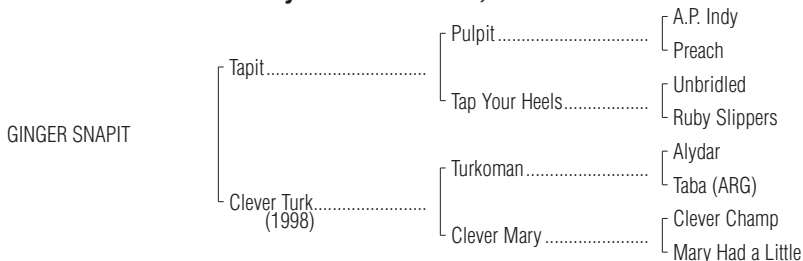 A.P. Indy
Pulpit
Preach
Tapit
Unbridled
Tap Your Heels
Ruby Slippers
GINGER SNAPIT
Alydar
Turkoman
Taba (ARG)
Clever Turk
(1998)
Clever Champ
Clever Mary
Mary Had a Little